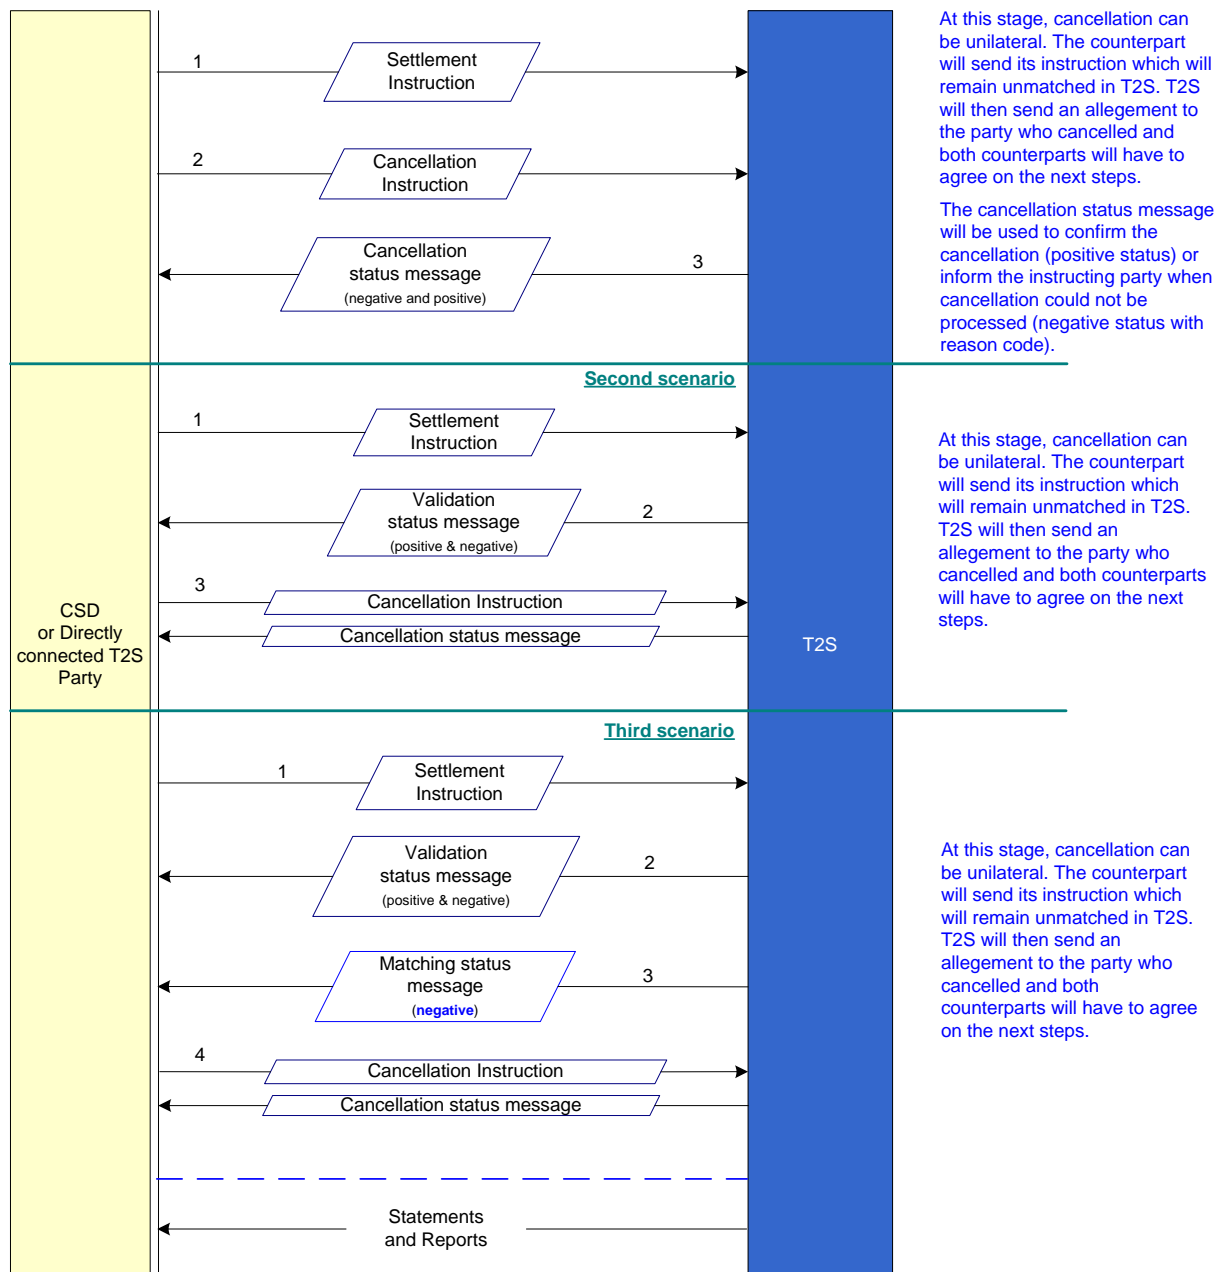 1
Settlement
Instruction
2
Cancellation
Instruction
Cancellation
status message
(negative and positive)
3
At this stage, cancellation can
be unilateral. The counterpart
will send its instruction which will
remain unmatched in T2S. T2S
will then send an allegement to
the party who cancelled and
both counterparts will have to
agree on the next steps.
The cancellation status message
will be used to confirm the
cancellation (positive status) or
inform the instructing party when
cancellation could not be
processed (negative status with
reason code).
Second scenario
1
Settlement
Instruction
Validation
status message
(positive & negative)
2
3
Cancellation Instruction
Cancellation status message
At this stage, cancellation can
be unilateral. The counterpart
will send its instruction which
will remain unmatched in T2S.
T2S will then send an
allegement to the party who
cancelled and both counterparts
will have to agree on the next
steps.
CSD
or Directly
connected T2S
Party
T2S
Third scenario
1
Settlement
Instruction
Validation
status message
(positive & negative)
2
Matching status
message
(negative)
3
4
Cancellation Instruction
Cancellation status message
At this stage, cancellation can
be unilateral. The counterpart
will send its instruction which
will remain unmatched in T2S.
T2S will then send an
allegement to the party who
cancelled and both
counterparts will have to agree
on the next steps.
Statements
and Reports